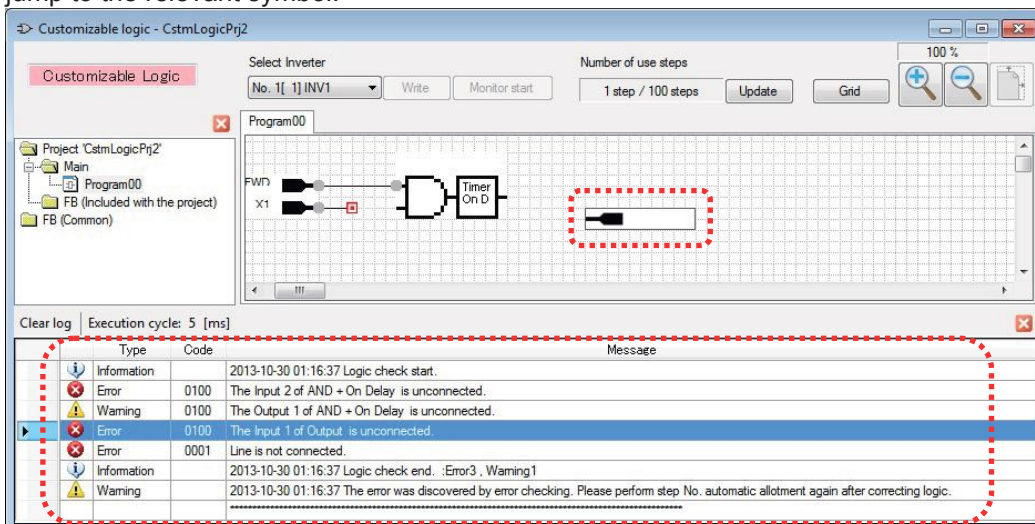 jump to the relevant symbol.
Customizable logic - CstmLogicPrj2
100 %
Customizable Logic
Select Inverter
Number of use steps
No. 1[ 1] INV1
Write
Monitor start
1 step / 100 steps
Update
Grid
Program00
Project 'CstmLogicPrj2'
Main
Program00
FB (Included with the project)
FB (Common)
FWD
X1
Timer
On D
Clear log
Execution cycle: 5 [ms]
Type Code Message
Information 2013-10-30 01:16:37 Logic check start.
Error 0100 The Input 2 of AND + On Delay is unconnected.
Warning 0100 The Output 1 of AND + On Delay is unconnected.
Error 0100 The Input 1 of Output is unconnected.
Error 0001 Line is not connected.
Information 2013-10-30 01:16:37 Logic check end. :Error3 , Warning1
Warning 2013-10-30 01:16:37 The error was discovered by error checking. Please perform step No. automatic allotment again after correcting logic.